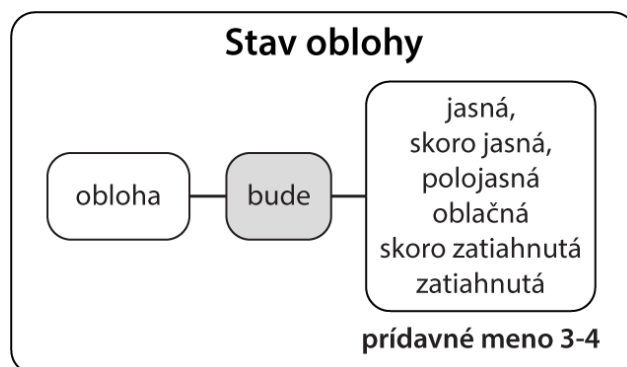 Stav oblohy
obloha
bude
jasná,
skoro jasná,
polojasná
oblačná
skoro zatiahnutá
zatiahnutá
prídavné meno 3-4